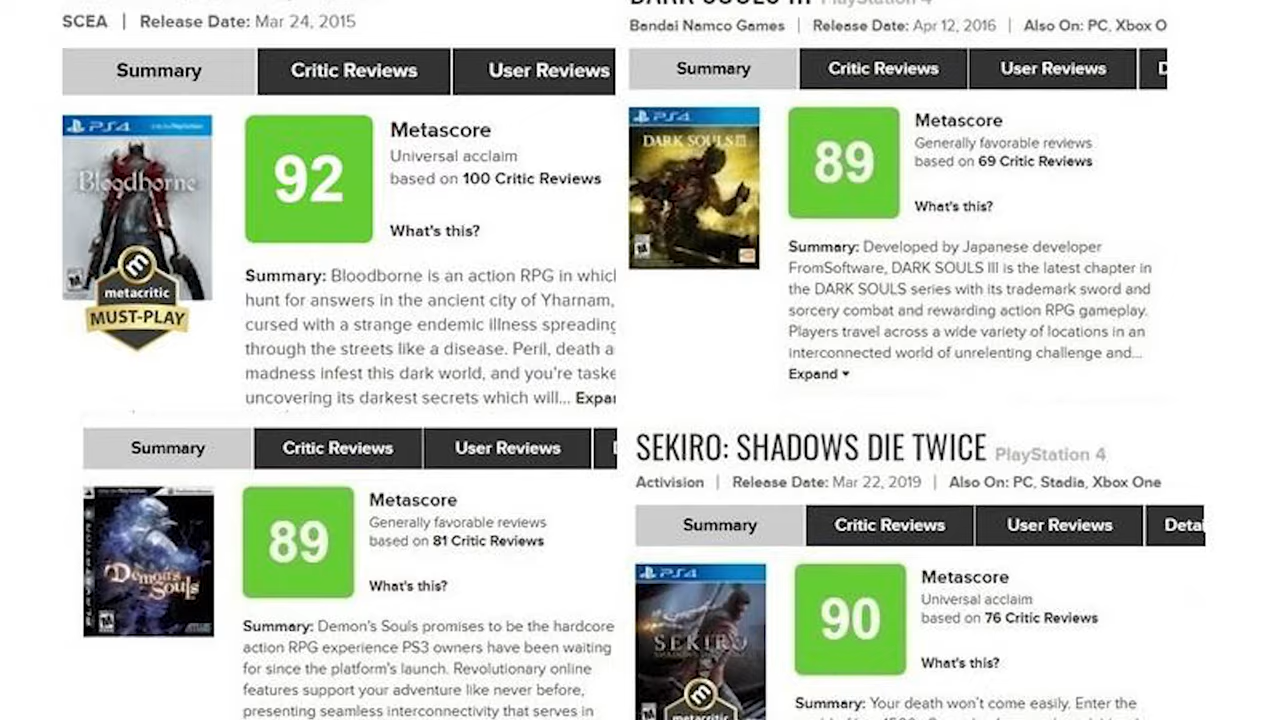 SCEA | Release Date: Mar 24, 2015
Summary Critic Reviews User Reviews
PS4
Bloodborne
M
metacritic
MUST-PLAY
92
Metascore
Universal acclaim
based on 100 Critic Reviews
What's this?
Summary: Bloodborne is an action RPG in which
hunt for answers in the ancient city of Yharnam,
cursed with a strange endemic illness spreading
through the streets like a disease. Peril, death a
madness infest this dark world, and you're taske
uncovering its darkest secrets which will... Expan
DARK SOULS III PlayStation 4
Bandai Namco Games | Release Date: Apr 12, 2016 | Also On: PC, Xbox O
Summary Critic Reviews User Reviews D
PS4
DARK SOULS III
M
89
Metascore
Generally favorable reviews
based on 69 Critic Reviews
What's this?
Summary: Developed by Japanese developer
FromSoftware, DARK SOULS III is the latest chapter in
the DARK SOULS series with its trademark sword and
sorcery combat and rewarding action RPG gameplay.
Players travel across a wide variety of locations in an
interconnected world of unrelenting challenge and...
Expand
Summary Critic Reviews User Reviews
Demon's
Souls
M
89
Metascore
Generally favorable reviews
based on 81 Critic Reviews
What's this?
Summary: Demon's Souls promises to be the hardcore
action RPG experience PS3 owners have been waiting
for since the platform's launch. Revolutionary online
features support your adventure like never before,
presenting seamless interconnectivity that serves in
SEKIRO: SHADOWS DIE TWICE PlayStation 4
Activision | Release Date: Mar 22, 2019 | Also On: PC, Stadia, Xbox One
Summary Critic Reviews User Reviews Detai
PS4
SEKIRO
M
metacritic
90
Metascore
Universal acclaim
based on 76 Critic Reviews
What's this?
Summary: Your death won't come easily. Enter the